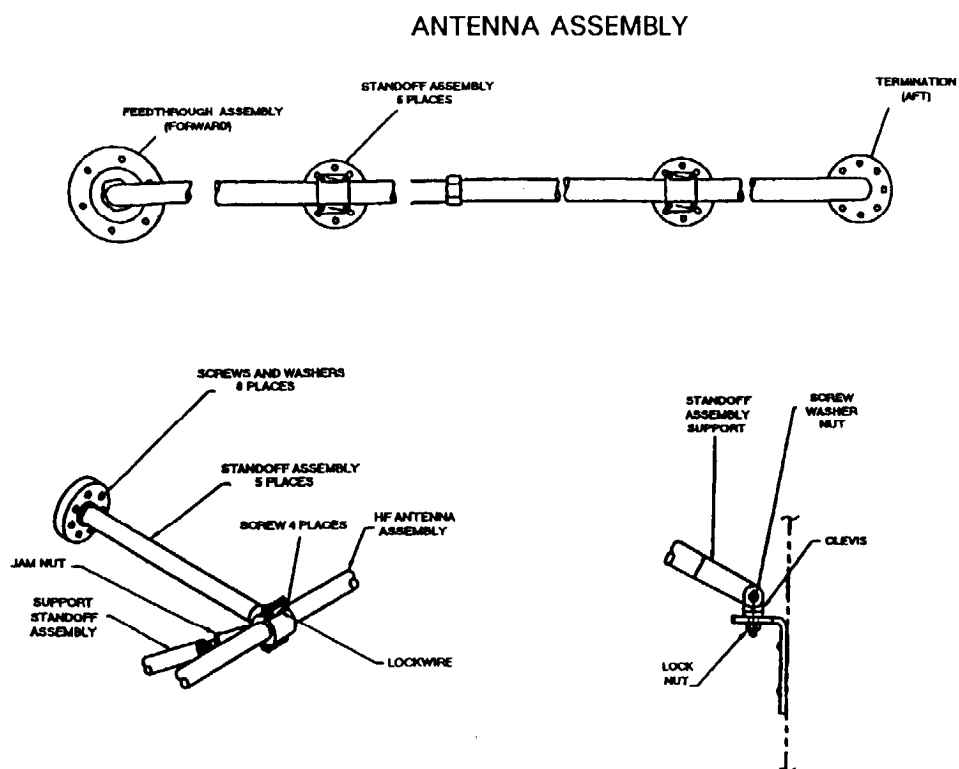 ANTENNA ASSEMBLY
STANDOFF ASSEMBLY
5 PLACES
TERMINATION
(AFT)
FEEDTHROUGH ASSEMBLY
(FORWARD)
SCREWS AND WASHERS
8 PLACES
STANDOFF ASSEMBLY
5 PLACES
SCREW 4 PLACES
HF ANTENNA
ASSEMBLY
JAM NUT
SUPPORT
STANDOFF
ASSEMBLY
LOCKWIRE
STANDOFF
ASSEMBLY
SUPPORT
SCREW
WASHER
NUT
CLEVIS
LOCK
NUT